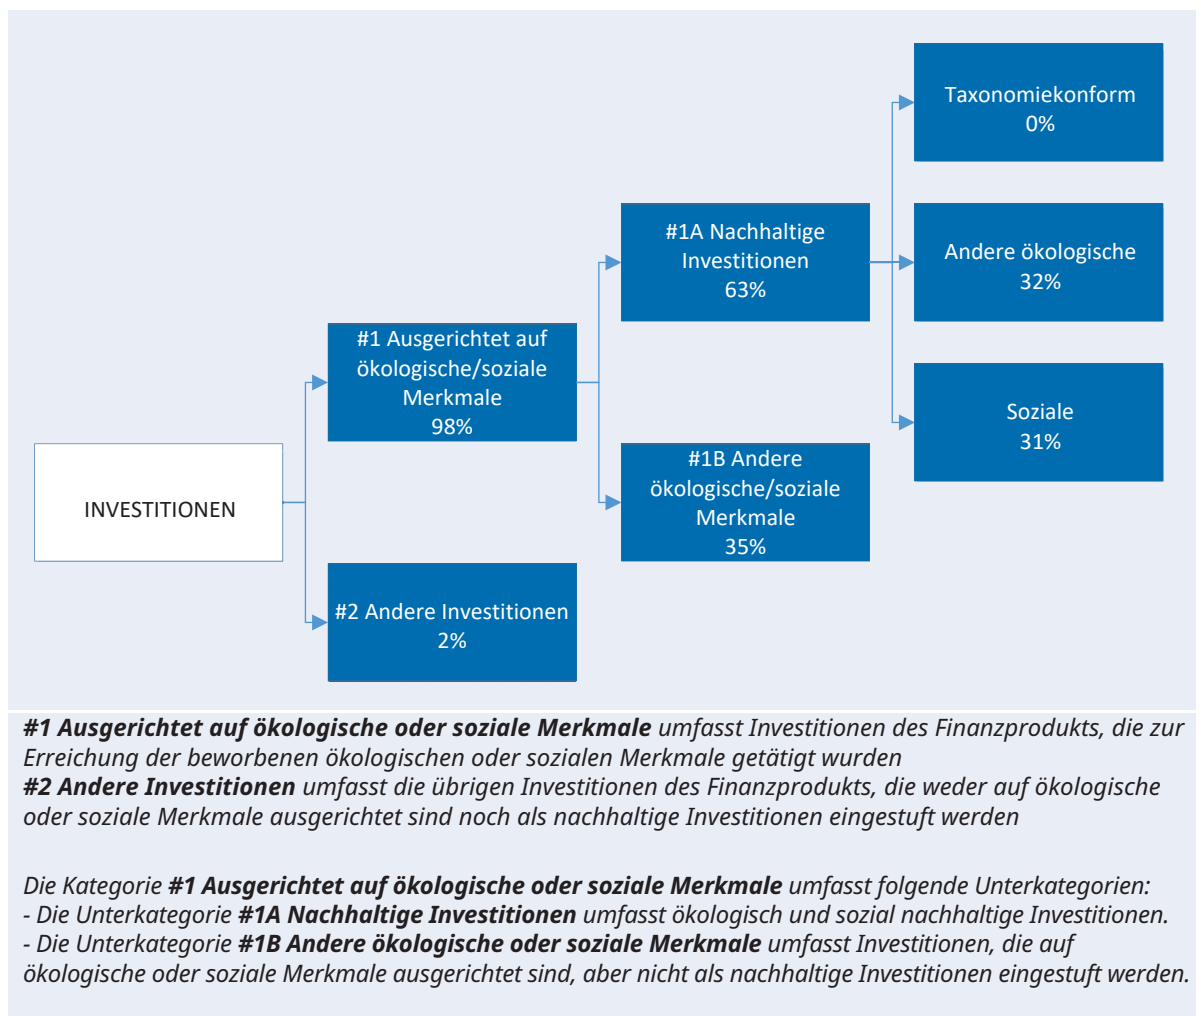 Taxonomiekonform
0%
#1A Nachhaltige
Investitionen
63%
Andere ökologische
32%
#1 Ausgerichtet auf
ökologische/soziale
Merkmale
98%
Soziale
31%
INVESTITIONEN
#1B Andere
ökologische/soziale
Merkmale
35%
#2 Andere Investitionen
2%
#1 Ausgerichtet auf ökologische oder soziale Merkmale umfasst Investitionen des Finanzprodukts, die zur
Erreichung der beworbenen ökologischen oder sozialen Merkmale getätigt wurden
#2 Andere Investitionen umfasst die übrigen Investitionen des Finanzprodukts, die weder auf ökologische
oder soziale Merkmale ausgerichtet sind noch als nachhaltige Investitionen eingestuft werden
Die Kategorie #1 Ausgerichtet auf ökologische oder soziale Merkmale umfasst folgende Unterkategorien:
- Die Unterkategorie #1A Nachhaltige Investitionen umfasst ökologisch und sozial nachhaltige Investitionen.
- Die Unterkategorie #1B Andere ökologische oder soziale Merkmale umfasst Investitionen, die auf
ökologische oder soziale Merkmale ausgerichtet sind, aber nicht als nachhaltige Investitionen eingestuft werden.